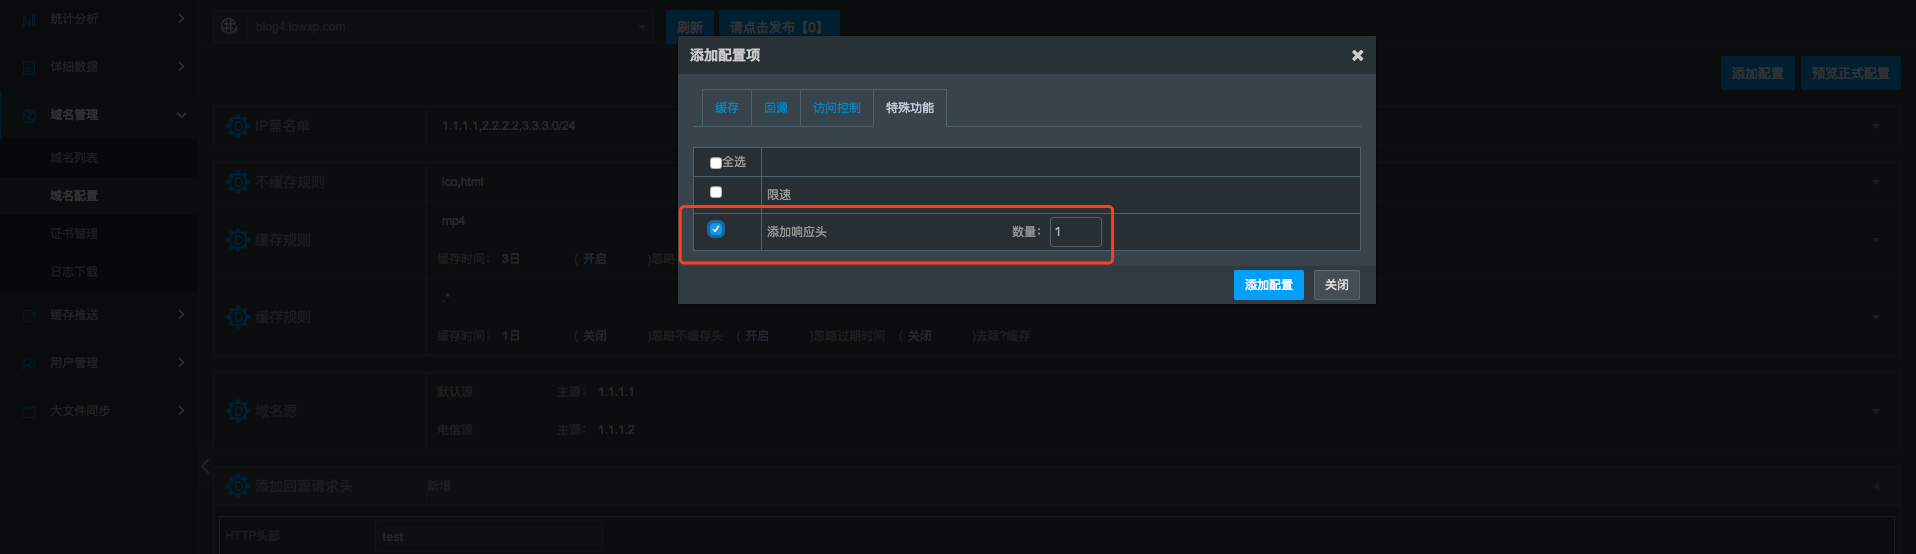 统计分析
详细数据
域名管理
域名列表
域名配置
证书管理
日志下载
缓存推送
用户管理
大文件同步
blog4.lowxp.com
刷新
请点击发布【0】
添加配置
预览正式配置
IP黑名单
1.1.1.1,2.2.2.2,3.3.3.0/24
不缓存规则
ico,html
缓存规则
mp4
缓存时间： 3日 ( 开启 )忽略
缓存规则
.*
缓存时间： 1日 ( 关闭 )忽略不缓存头 ( 开启 )忽略过期时间 ( 关闭 )去除?缓存
域名源
默认源 主源： 1.1.1.1
电信源 主源： 1.1.1.2
添加回源请求头 新增
HTTP头部 test
添加配置项
缓存 回源 访问控制 特殊功能
全选
限速
添加响应头 数量： 1
添加配置 关闭